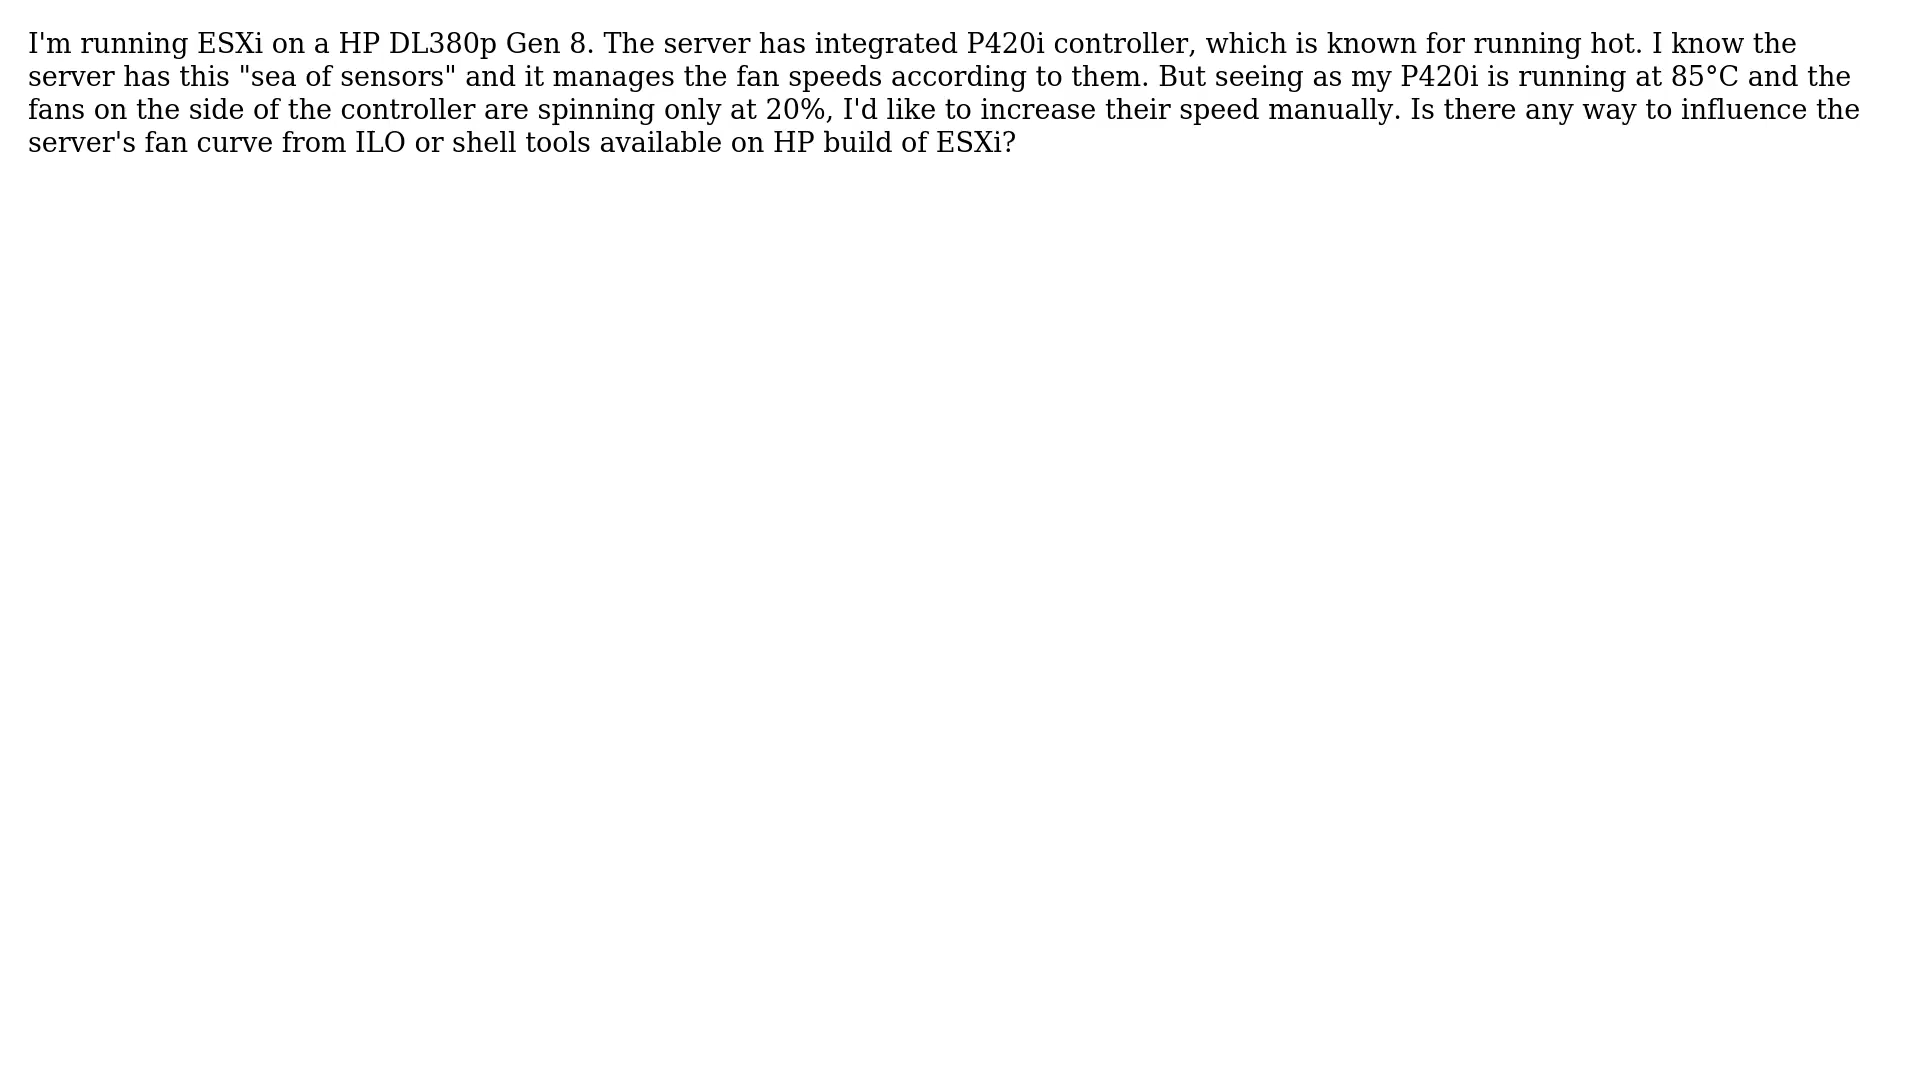 I'm running ESXi on a HP DL380p Gen 8. The server has integrated P420i controller, which is known for running hot. I know the
server has this "sea of sensors" and it manages the fan speeds according to them. But seeing as my P420i is running at 85°C and the
fans on the side of the controller are spinning only at 20%, I'd like to increase their speed manually. Is there any way to influence the
server's fan curve from ILO or shell tools available on HP build of ESXi?